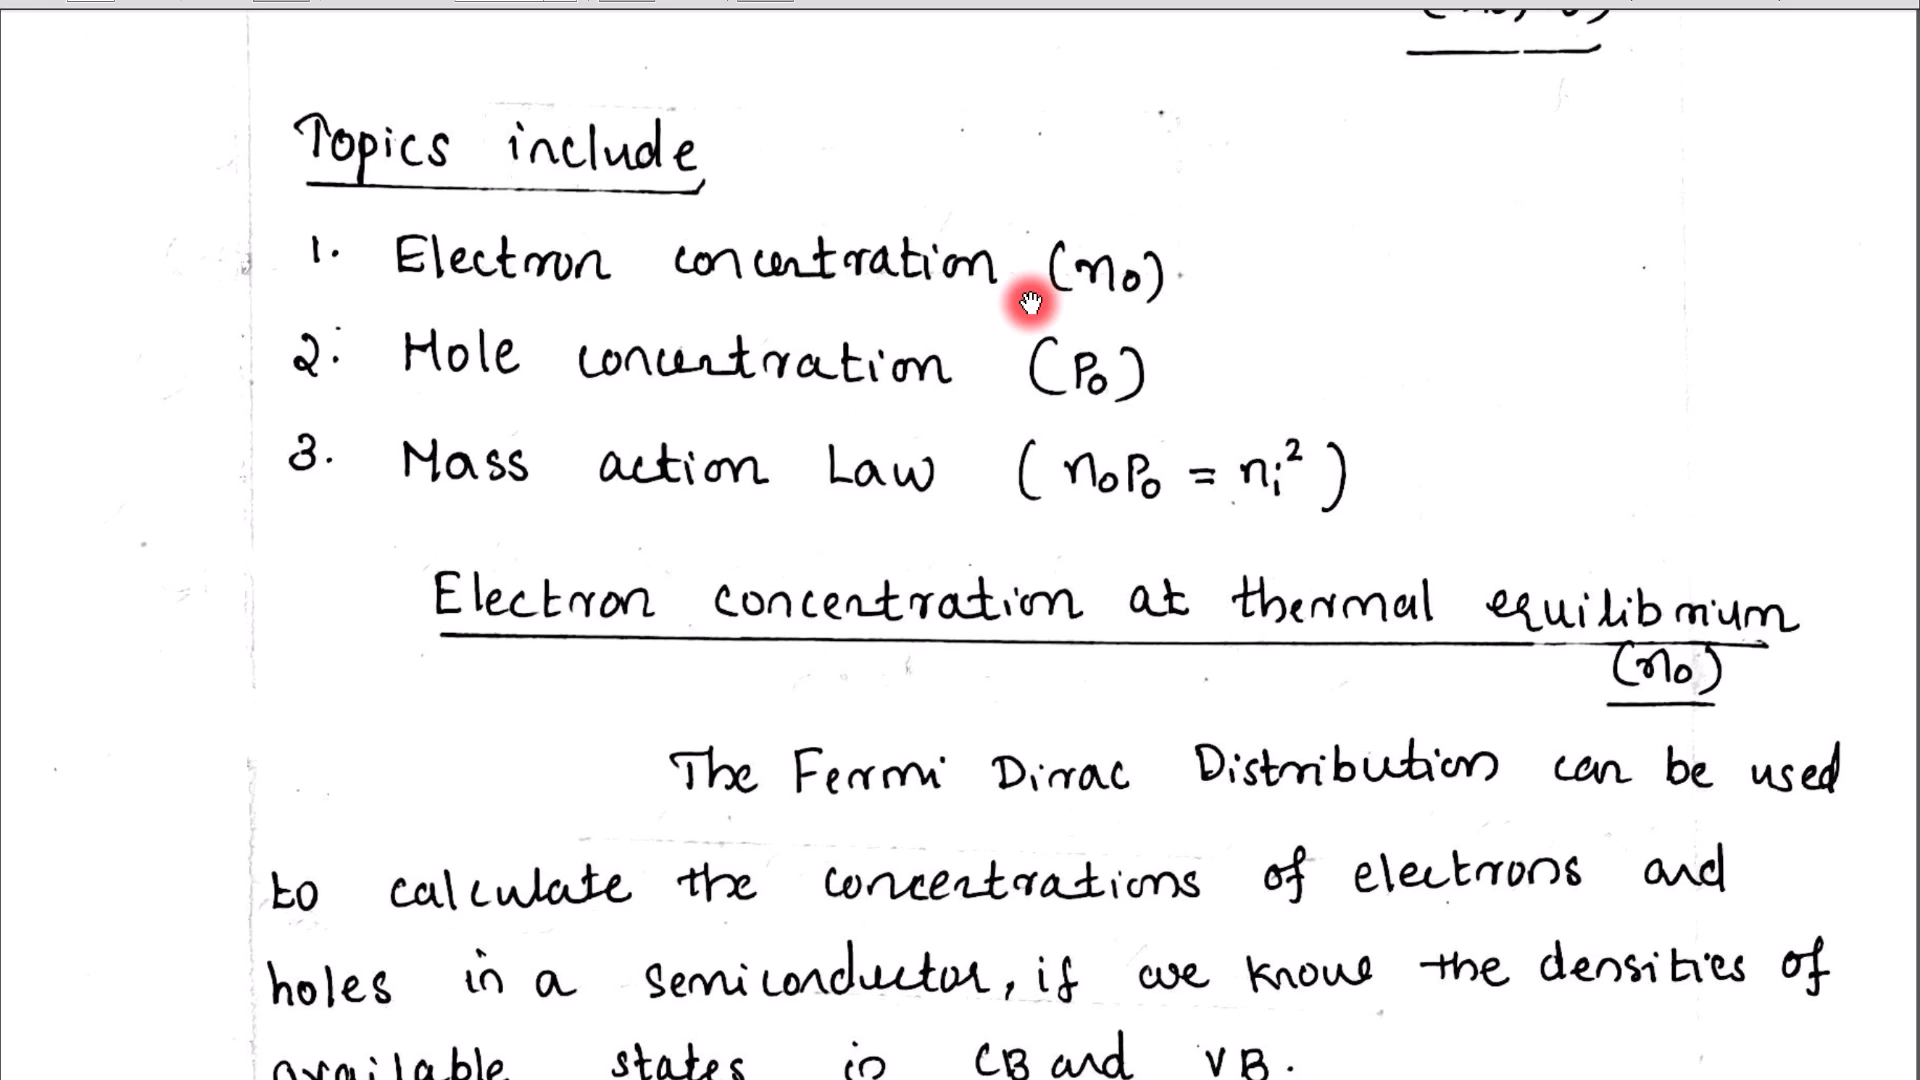 Topics include
1. Electron concentration (n₀)
2. Hole concentration (P₀)
3. Mass action Law (n₀P₀ = nᵢ²)
Electron concentration at thermal equilibrium
(n₀)
The Fermi Dirac Distribution can be used
to calculate the concentrations of electrons and
holes in a semiconductor, if we know the densities of
available states in CB and VB.